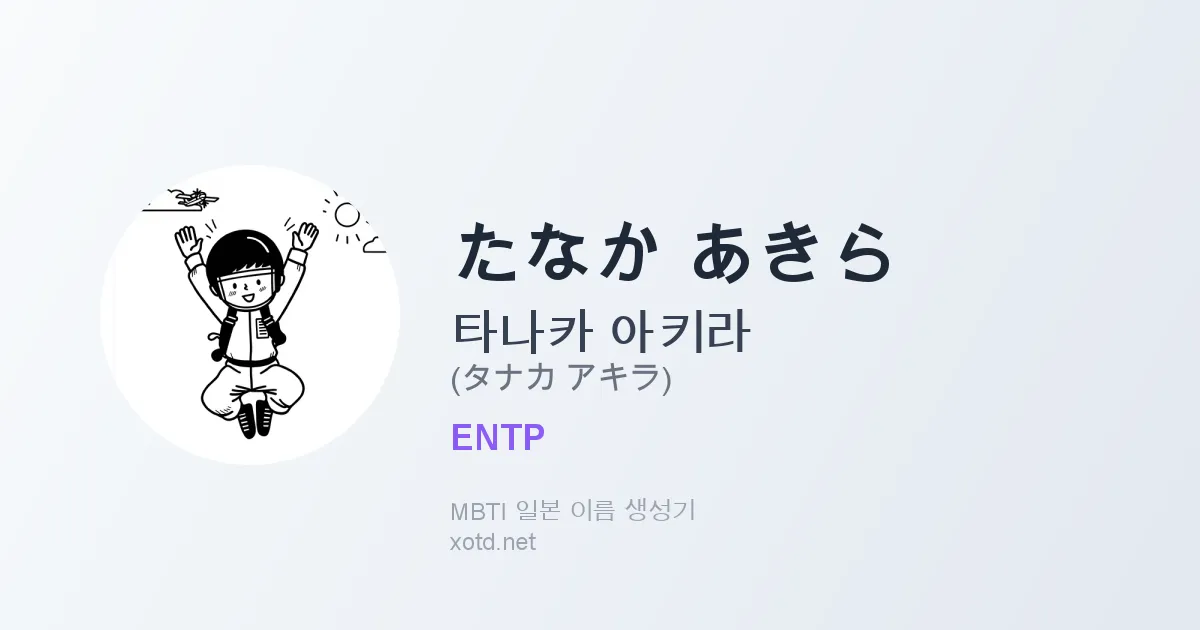 たなか あきら
타나카 아키라
(タナカ アキラ)
ENTP
MBTI 일본 이름 생성기
xotd.net